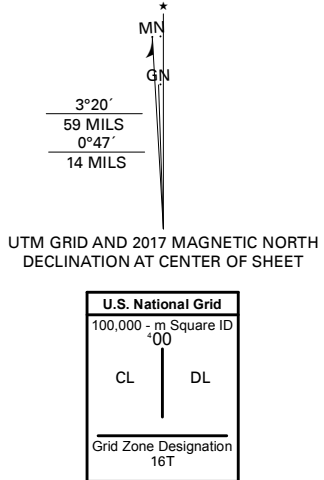 MN
GN
3°20´
59 MILS
0°47´
14 MILS
UTM GRID AND 2017 MAGNETIC NORTH
DECLINATION AT CENTER OF SHEET
U.S. National Grid
100,000 - m Square ID
⁴00
CL DL
Grid Zone Designation
16T